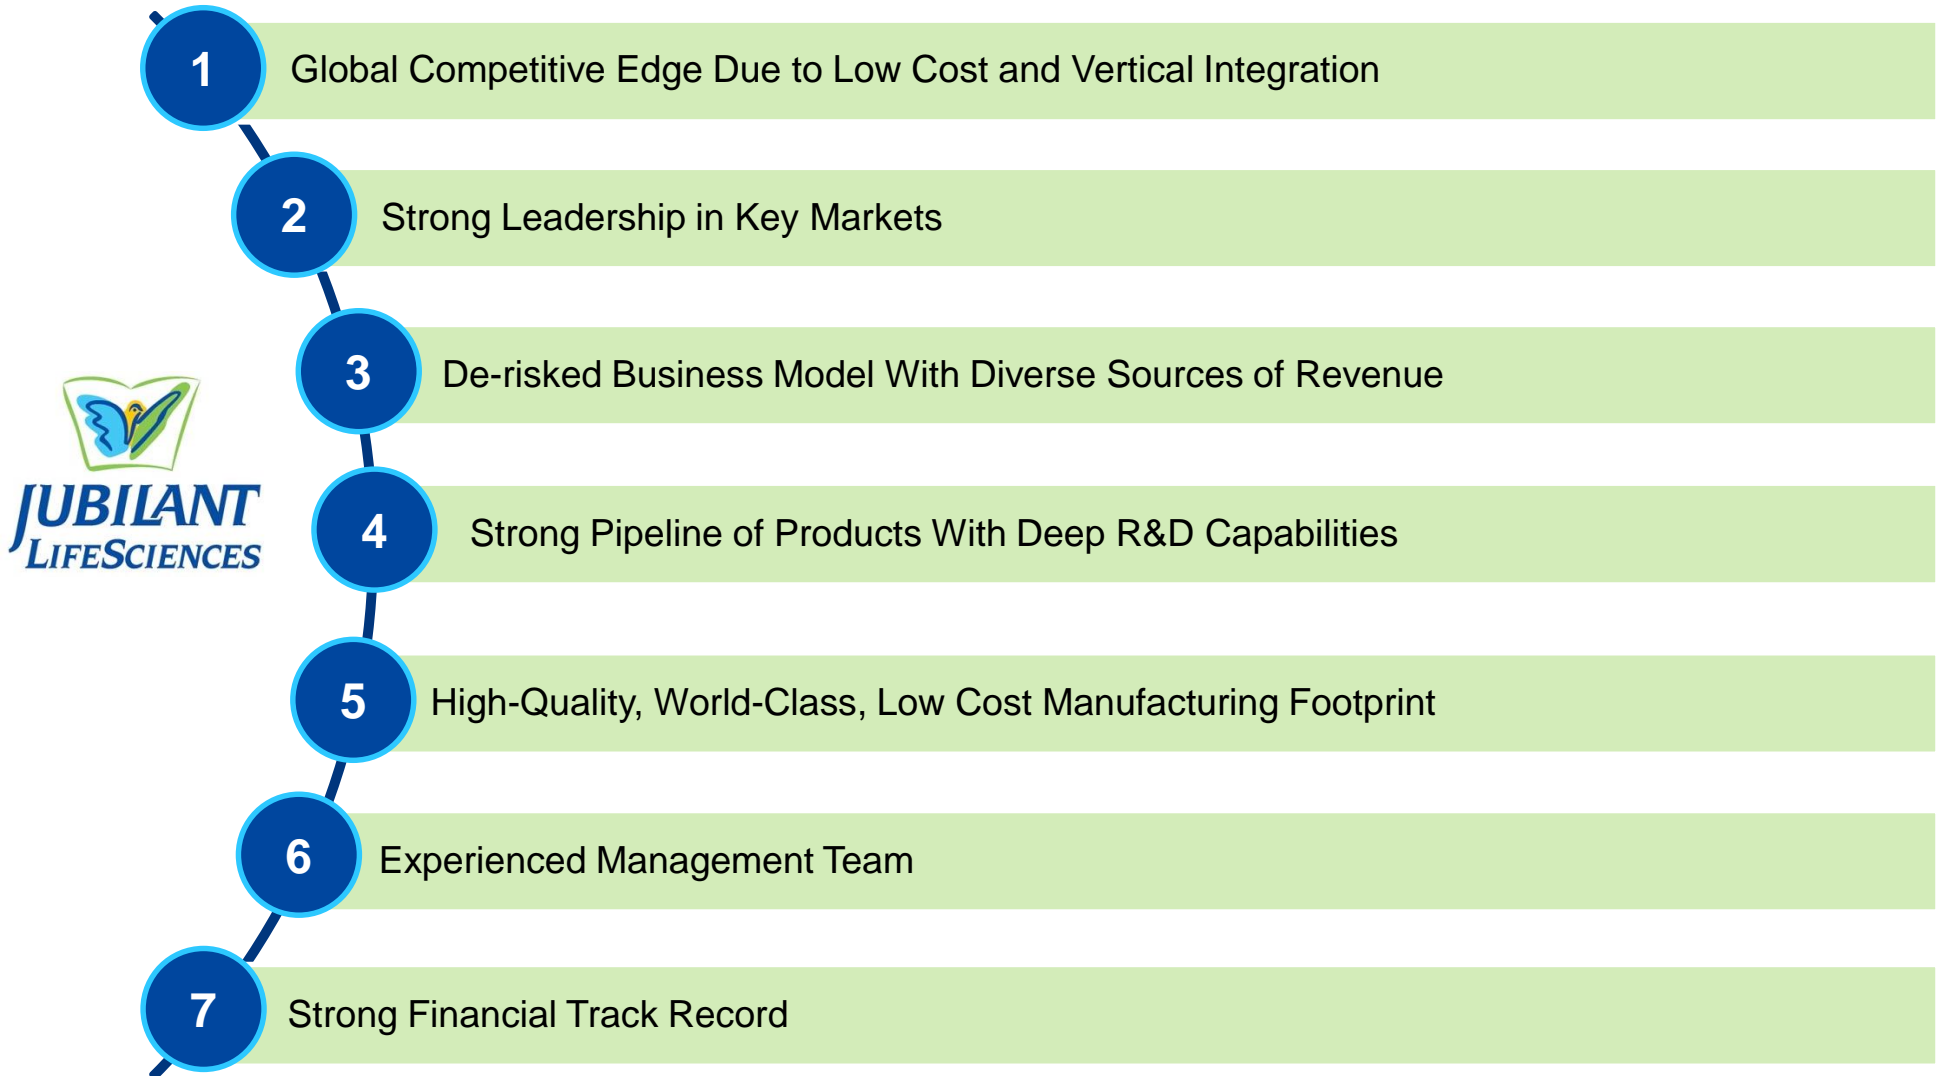 1
Global Competitive Edge Due to Low Cost and Vertical Integration
2
Strong Leadership in Key Markets
3
De-risked Business Model With Diverse Sources of Revenue
JUBILANT
LIFESCIENCES
4
Strong Pipeline of Products With Deep R&D Capabilities
5
High-Quality, World-Class, Low Cost Manufacturing Footprint
6
Experienced Management Team
7
Strong Financial Track Record